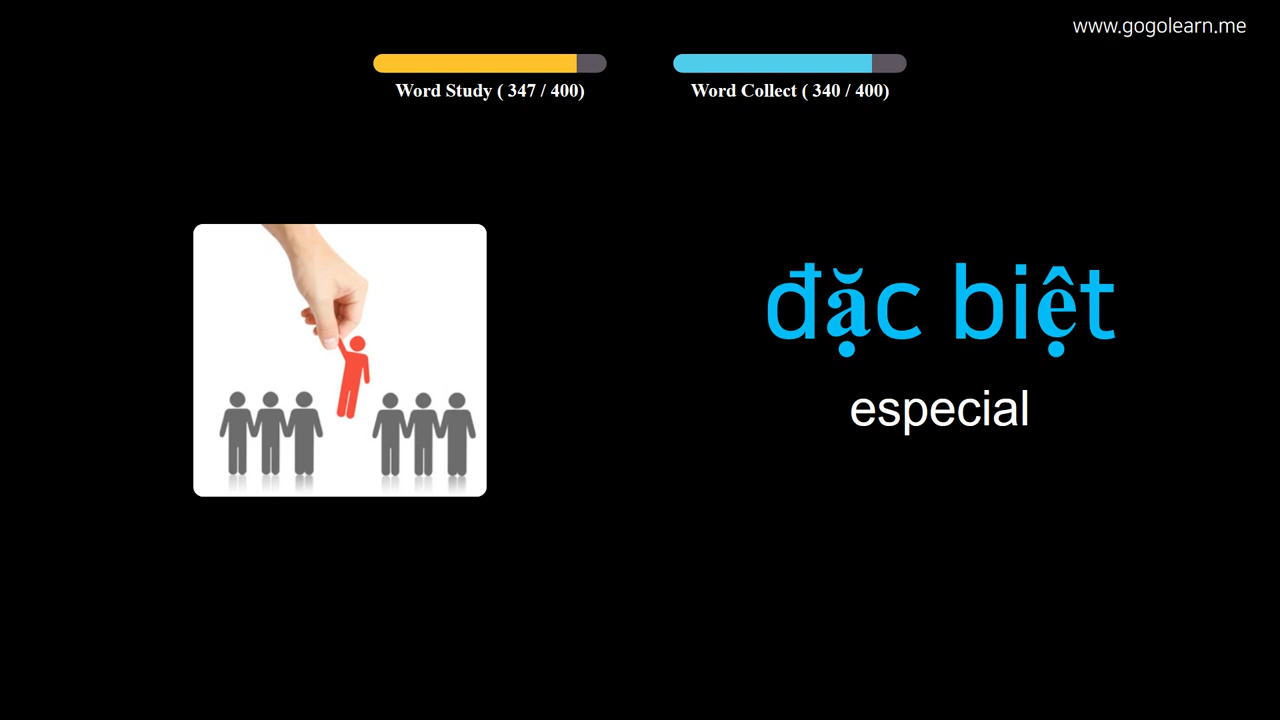 www.gogolearn.me
Word Study ( 347 / 400)
Word Collect ( 340 / 400)
đặc biệt
especial